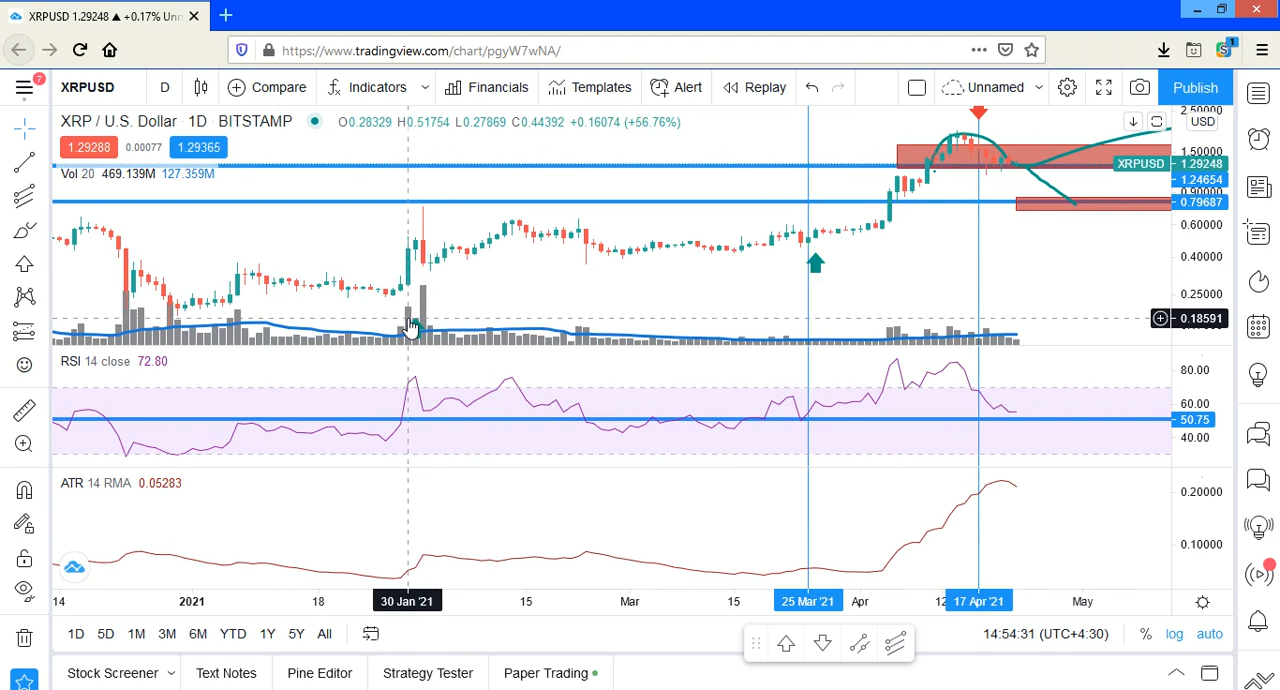 XRPUSD 1.29248 ▲ +0.17% Unn
https://www.tradingview.com/chart/pgyW7wNA/
1
7
XRPUSD D Compare Indicators Financials Templates Alert Replay Unnamed Publish
XRP / U.S. Dollar · 1D · BITSTAMP O0.28329 H0.51754 L0.27869 C0.44392 +0.16074 (+56.76%)
USD
1.29288 0.00077 1.29365
Vol 20 469.139M 127.359M
1.50000
XRPUSD 1.29248
1.24654
0.79687
0.60000
0.40000
0.25000
0.18591
RSI 14 close 72.80
80.00
60.00
50.75
40.00
ATR 14 RMA 0.05283
0.20000
0.10000
14 2021 18 30 Jan '21 15 Mar 15 25 Mar '21 Apr 12 17 Apr '21 May
1D 5D 1M 3M 6M YTD 1Y 5Y All 14:54:31 (UTC+4:30) % log auto
Stock Screener Text Notes Pine Editor Strategy Tester Paper Trading